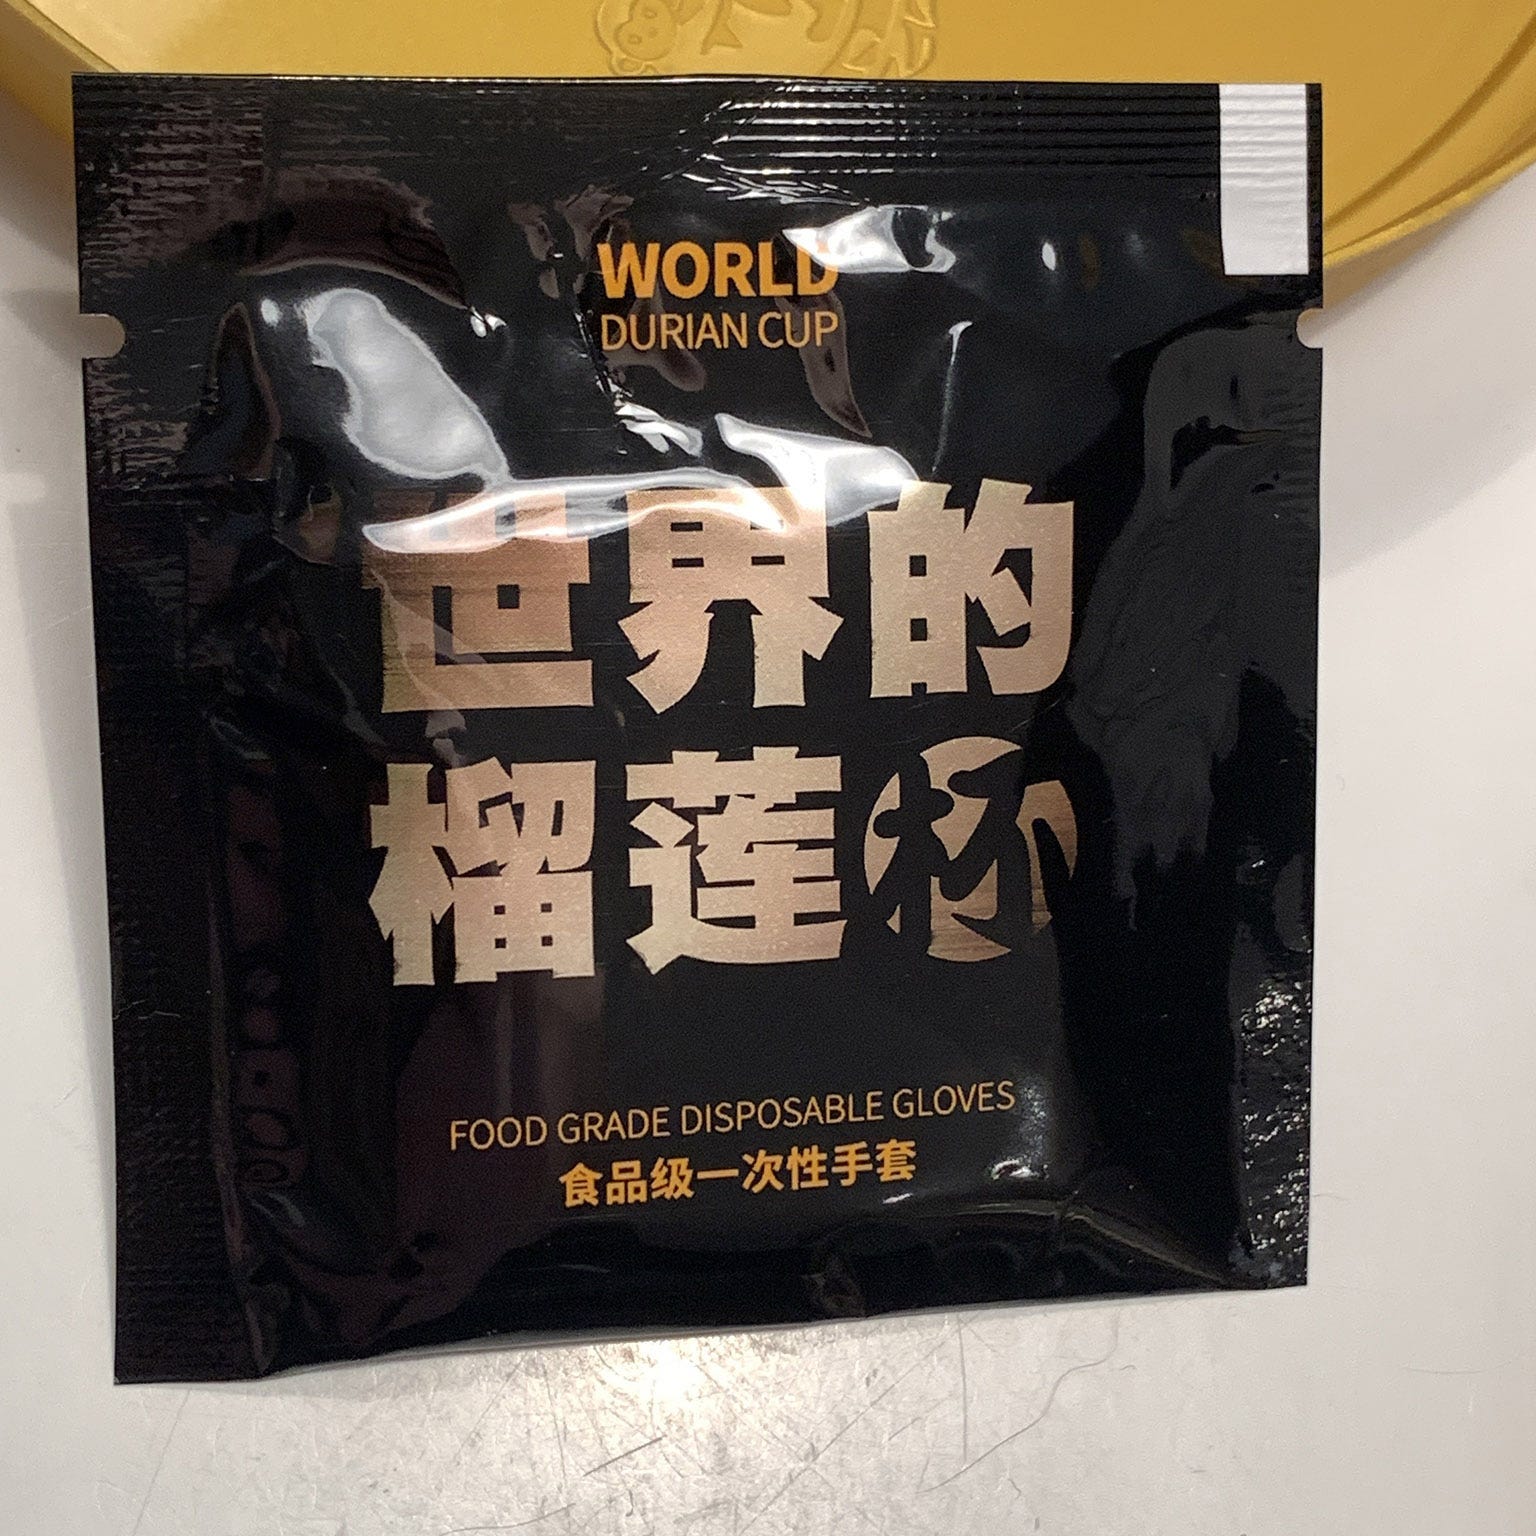 WORLD
DURIAN CUP
世界的
榴莲杯
FOOD GRADE DISPOSABLE GLOVES
食品级一次性手套